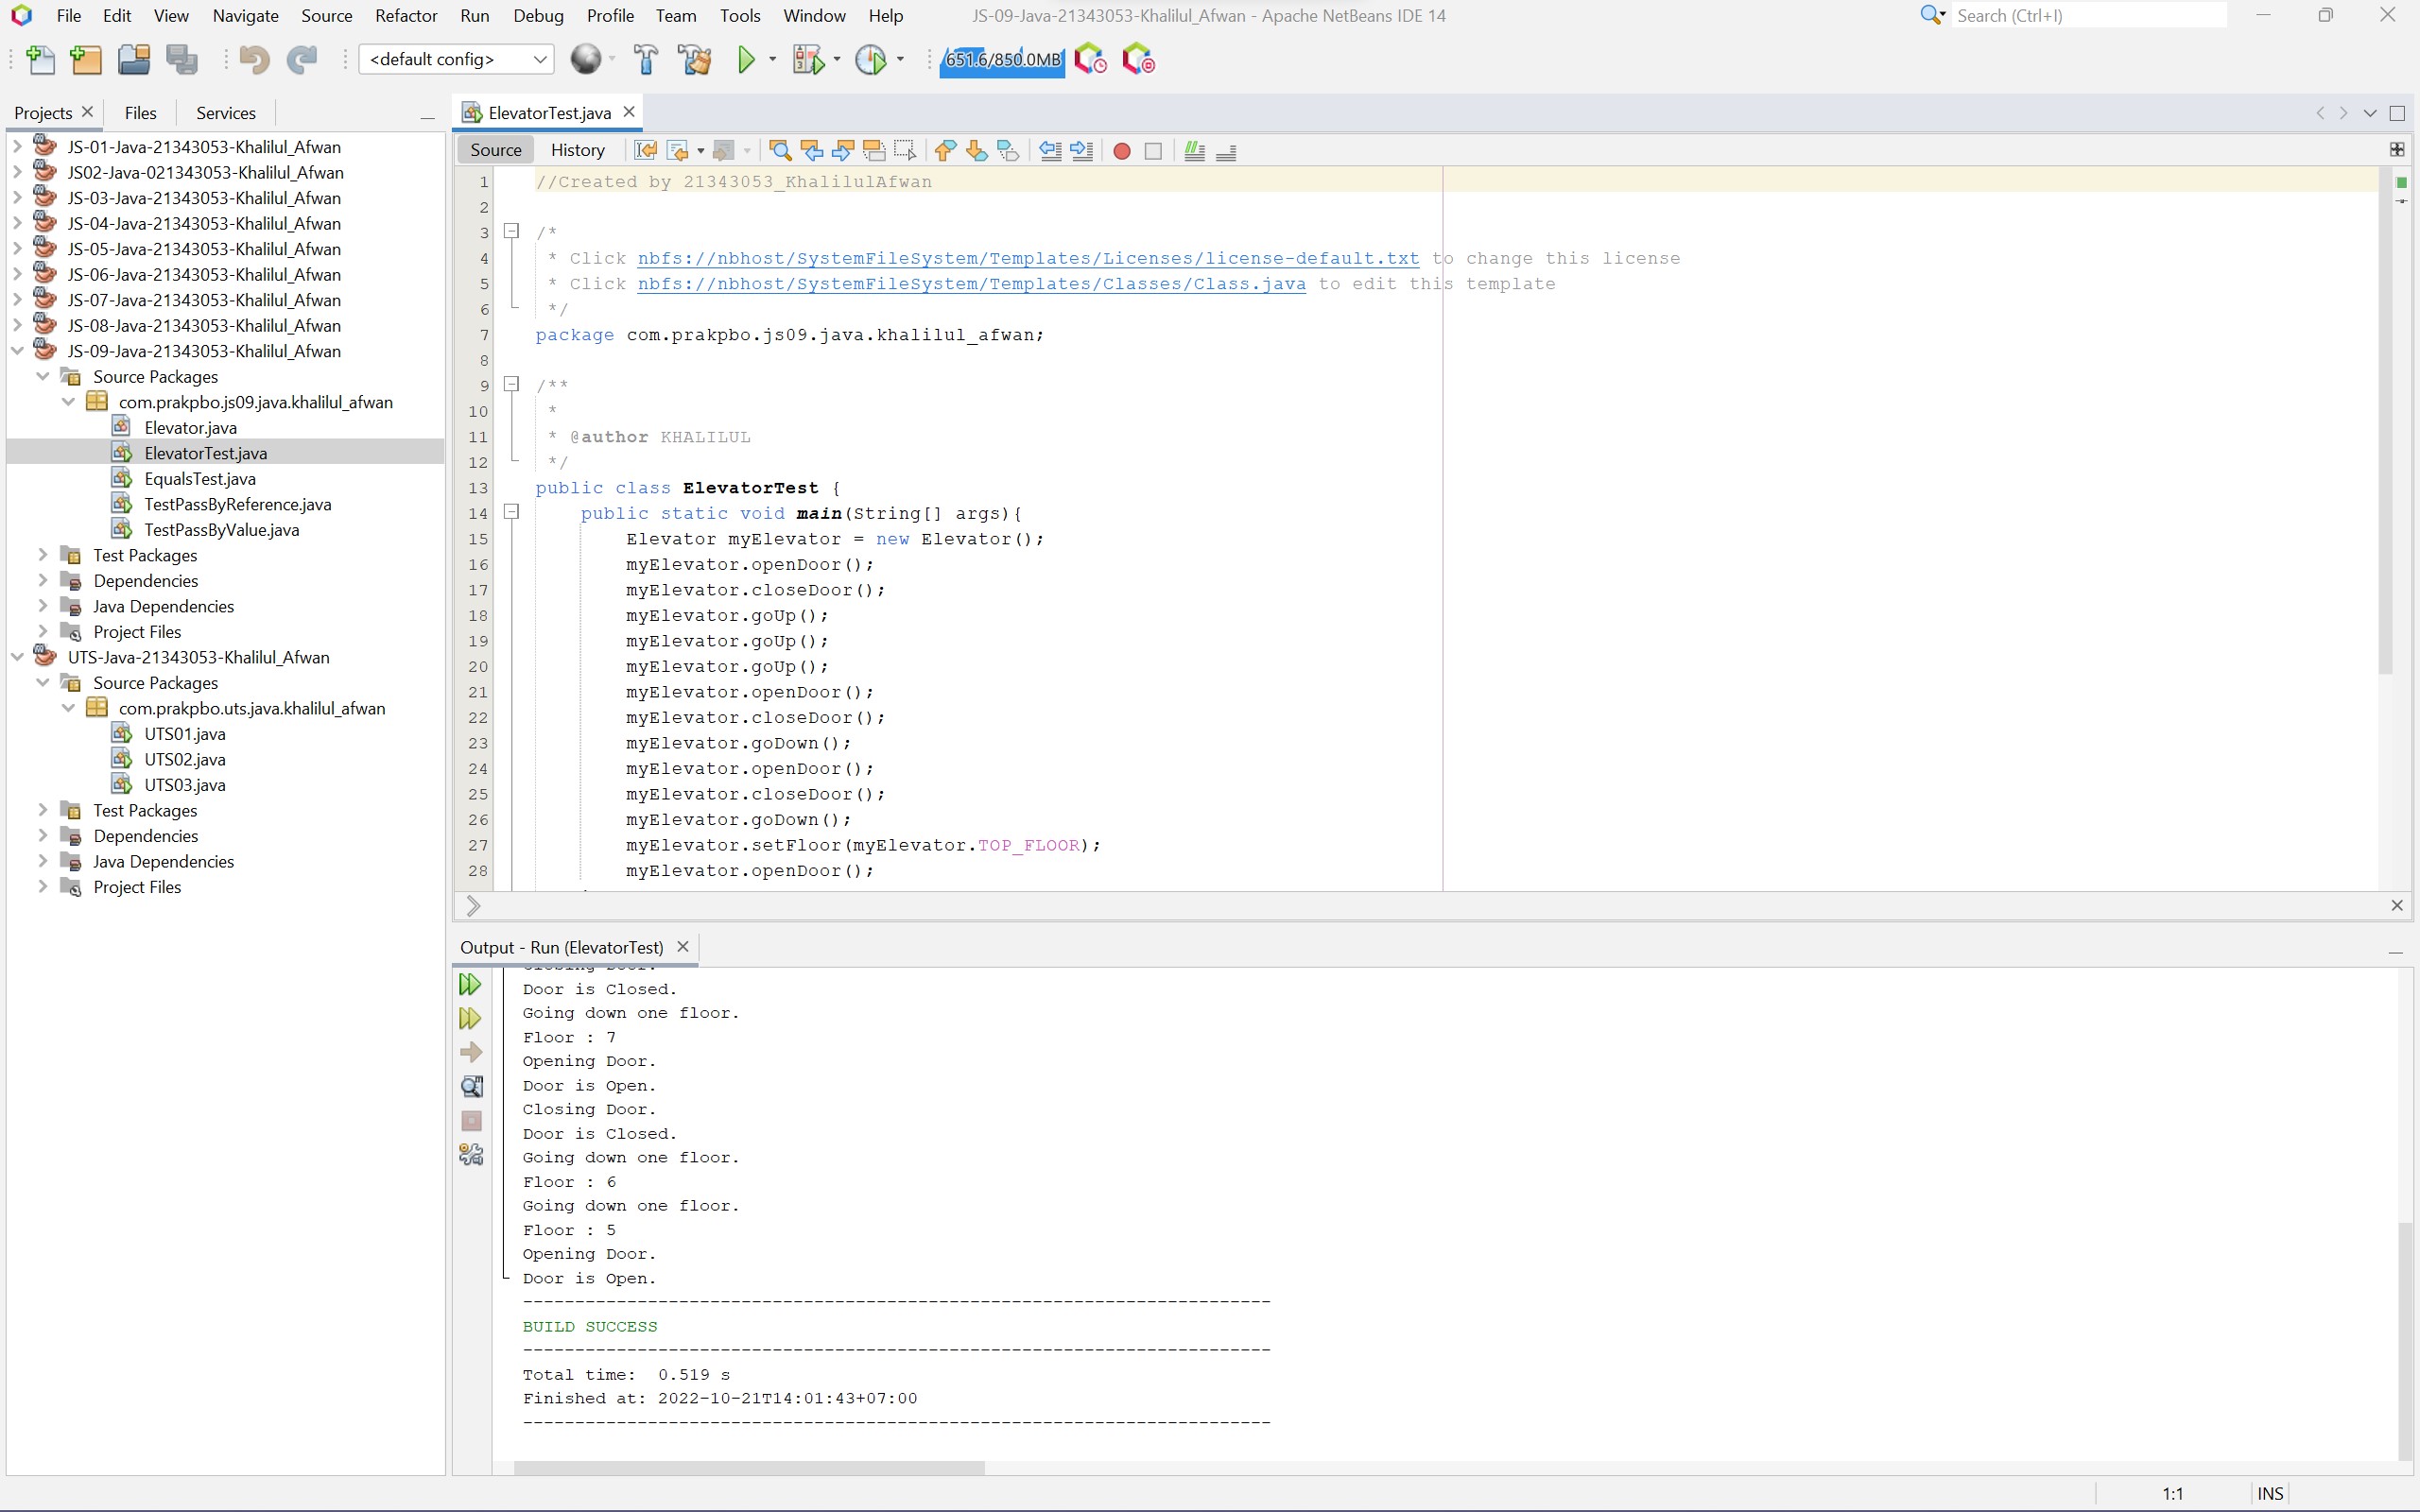 File Edit View Navigate Source Refactor Run Debug Profile Team Tools Window Help
JS-09-Java-21343053-Khalilul_Afwan - Apache NetBeans IDE 14
Search (Ctrl+I)
<default config>
651.6/850.0MB
Projects Files Services
JS-01-Java-21343053-Khalilul_Afwan
JS02-Java-021343053-Khalilul_Afwan
JS-03-Java-21343053-Khalilul_Afwan
JS-04-Java-21343053-Khalilul_Afwan
JS-05-Java-21343053-Khalilul_Afwan
JS-06-Java-21343053-Khalilul_Afwan
JS-07-Java-21343053-Khalilul_Afwan
JS-08-Java-21343053-Khalilul_Afwan
JS-09-Java-21343053-Khalilul_Afwan
Source Packages
com.prakpbo.js09.java.khalilul_afwan
Elevator.java
ElevatorTest.java
EqualsTest.java
TestPassByReference.java
TestPassByValue.java
Test Packages
Dependencies
Java Dependencies
Project Files
UTS-Java-21343053-Khalilul_Afwan
Source Packages
com.prakpbo.uts.java.khalilul_afwan
UTS01.java
UTS02.java
UTS03.java
Test Packages
Dependencies
Java Dependencies
Project Files
ElevatorTest.java
Source History
1 //Created by 21343053_KhalilulAfwan
2
3 /*
4 * Click nbfs://nbhost/SystemFileSystem/Templates/Licenses/license-default.txt to change this license
5 * Click nbfs://nbhost/SystemFileSystem/Templates/Classes/Class.java to edit this template
6 */
7 package com.prakpbo.js09.java.khalilul_afwan;
8
9 /**
10 *
11 * @author KHALILUL
12 */
13 public class ElevatorTest {
14 public static void main(String[] args){
15 Elevator myElevator = new Elevator();
16 myElevator.openDoor();
17 myElevator.closeDoor();
18 myElevator.goUp();
19 myElevator.goUp();
20 myElevator.goUp();
21 myElevator.openDoor();
22 myElevator.closeDoor();
23 myElevator.goDown();
24 myElevator.openDoor();
25 myElevator.closeDoor();
26 myElevator.goDown();
27 myElevator.setFloor(myElevator.TOP_FLOOR);
28 myElevator.openDoor();
Output - Run (ElevatorTest)
Closing Door.
Door is Closed.
Going down one floor.
Floor : 7
Opening Door.
Door is Open.
Closing Door.
Door is Closed.
Going down one floor.
Floor : 6
Going down one floor.
Floor : 5
Opening Door.
Door is Open.
------------------------------------------------------------------------
BUILD SUCCESS
------------------------------------------------------------------------
Total time:  0.519 s
Finished at: 2022-10-21T14:01:43+07:00
------------------------------------------------------------------------
1:1 INS